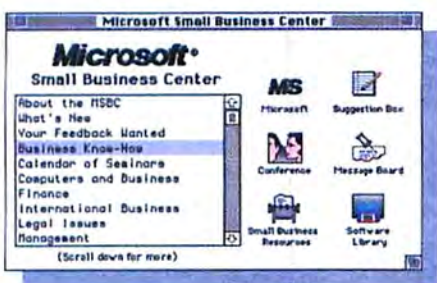 Microsoft Small Business Center
Microsoft
Small Business Center
About the MSBC
What's New
Your Feedback Wanted
Business Know-How
Calendar of Seminars
Computers and Business
Finance
International Business
Legal Issues
Management
(Scroll down for more)
MS
Microsoft
Suggestion Box
Conference
Message Board
Small Business
Resources
Software
Library